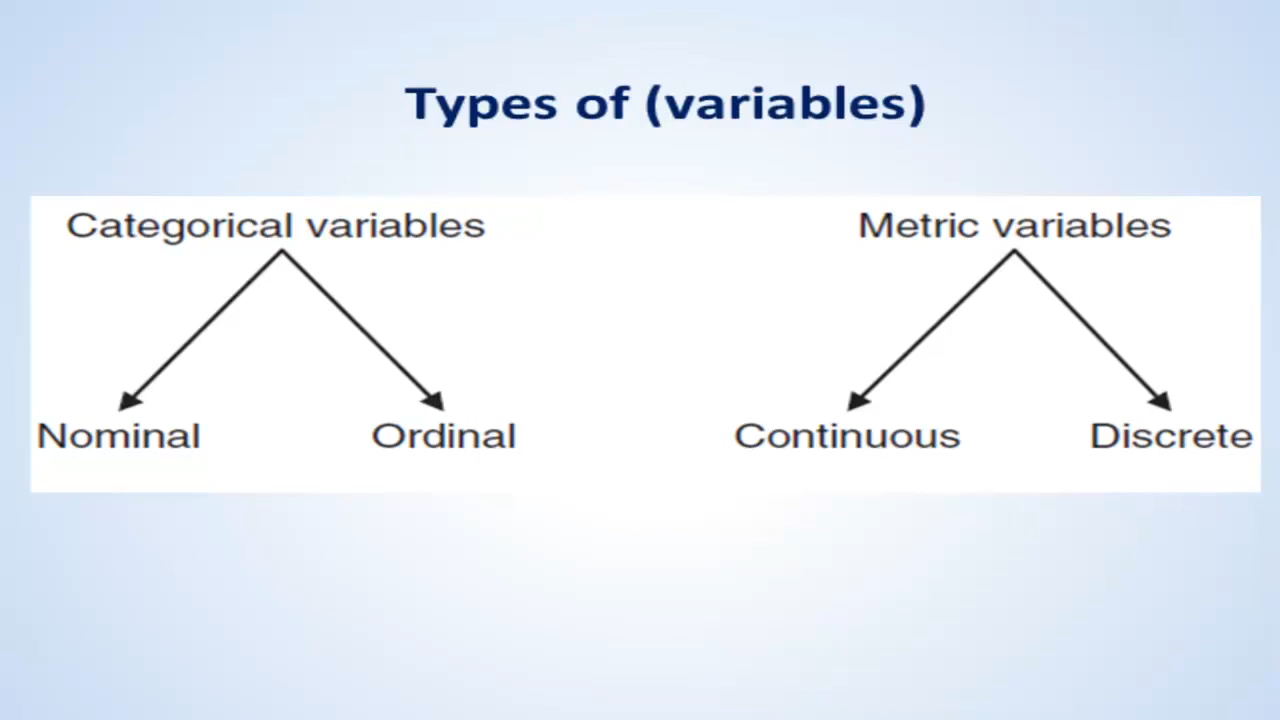 Types of (variables)
Categorical variables
Metric variables
Nominal
Ordinal
Continuous
Discrete